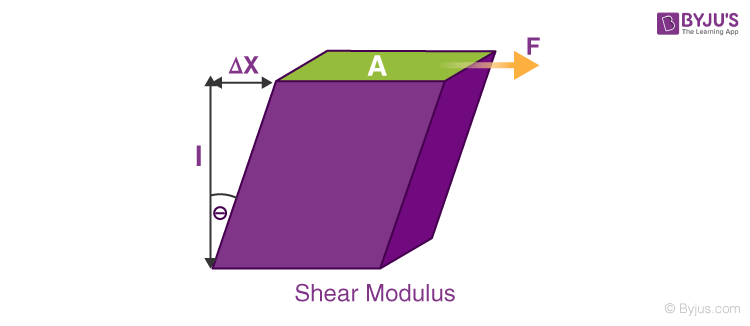 BYJU'S
The Learning App
F
ΔX
A
l
Θ
Shear Modulus
© Byjus.com